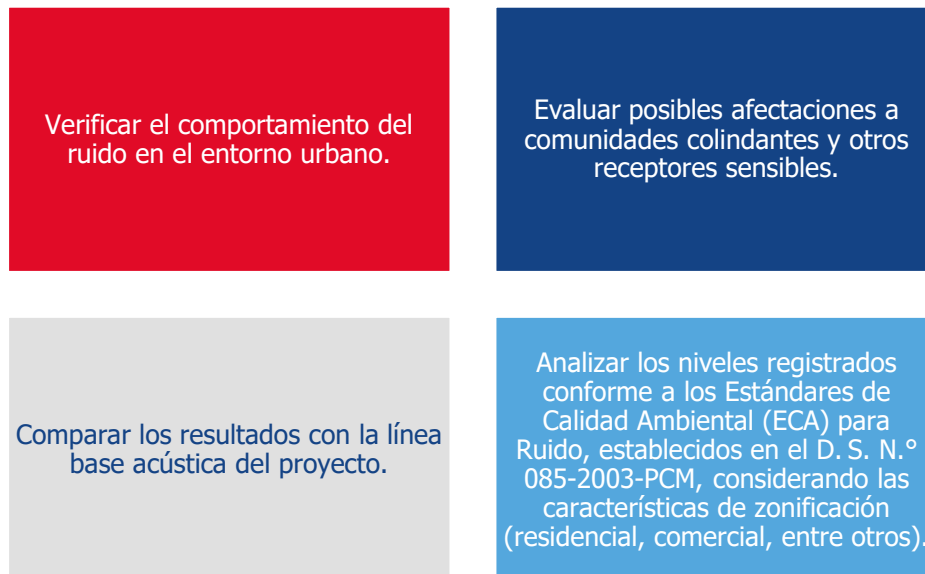 Verificar el comportamiento del
ruido en el entorno urbano.
Evaluar posibles afectaciones a
comunidades colindantes y otros
receptores sensibles.
Comparar los resultados con la línea
base acústica del proyecto.
Analizar los niveles registrados
conforme a los Estándares de
Calidad Ambiental (ECA) para
Ruido, establecidos en el D. S. N.°
085-2003-PCM, considerando las
características de zonificación
(residencial, comercial, entre otros).